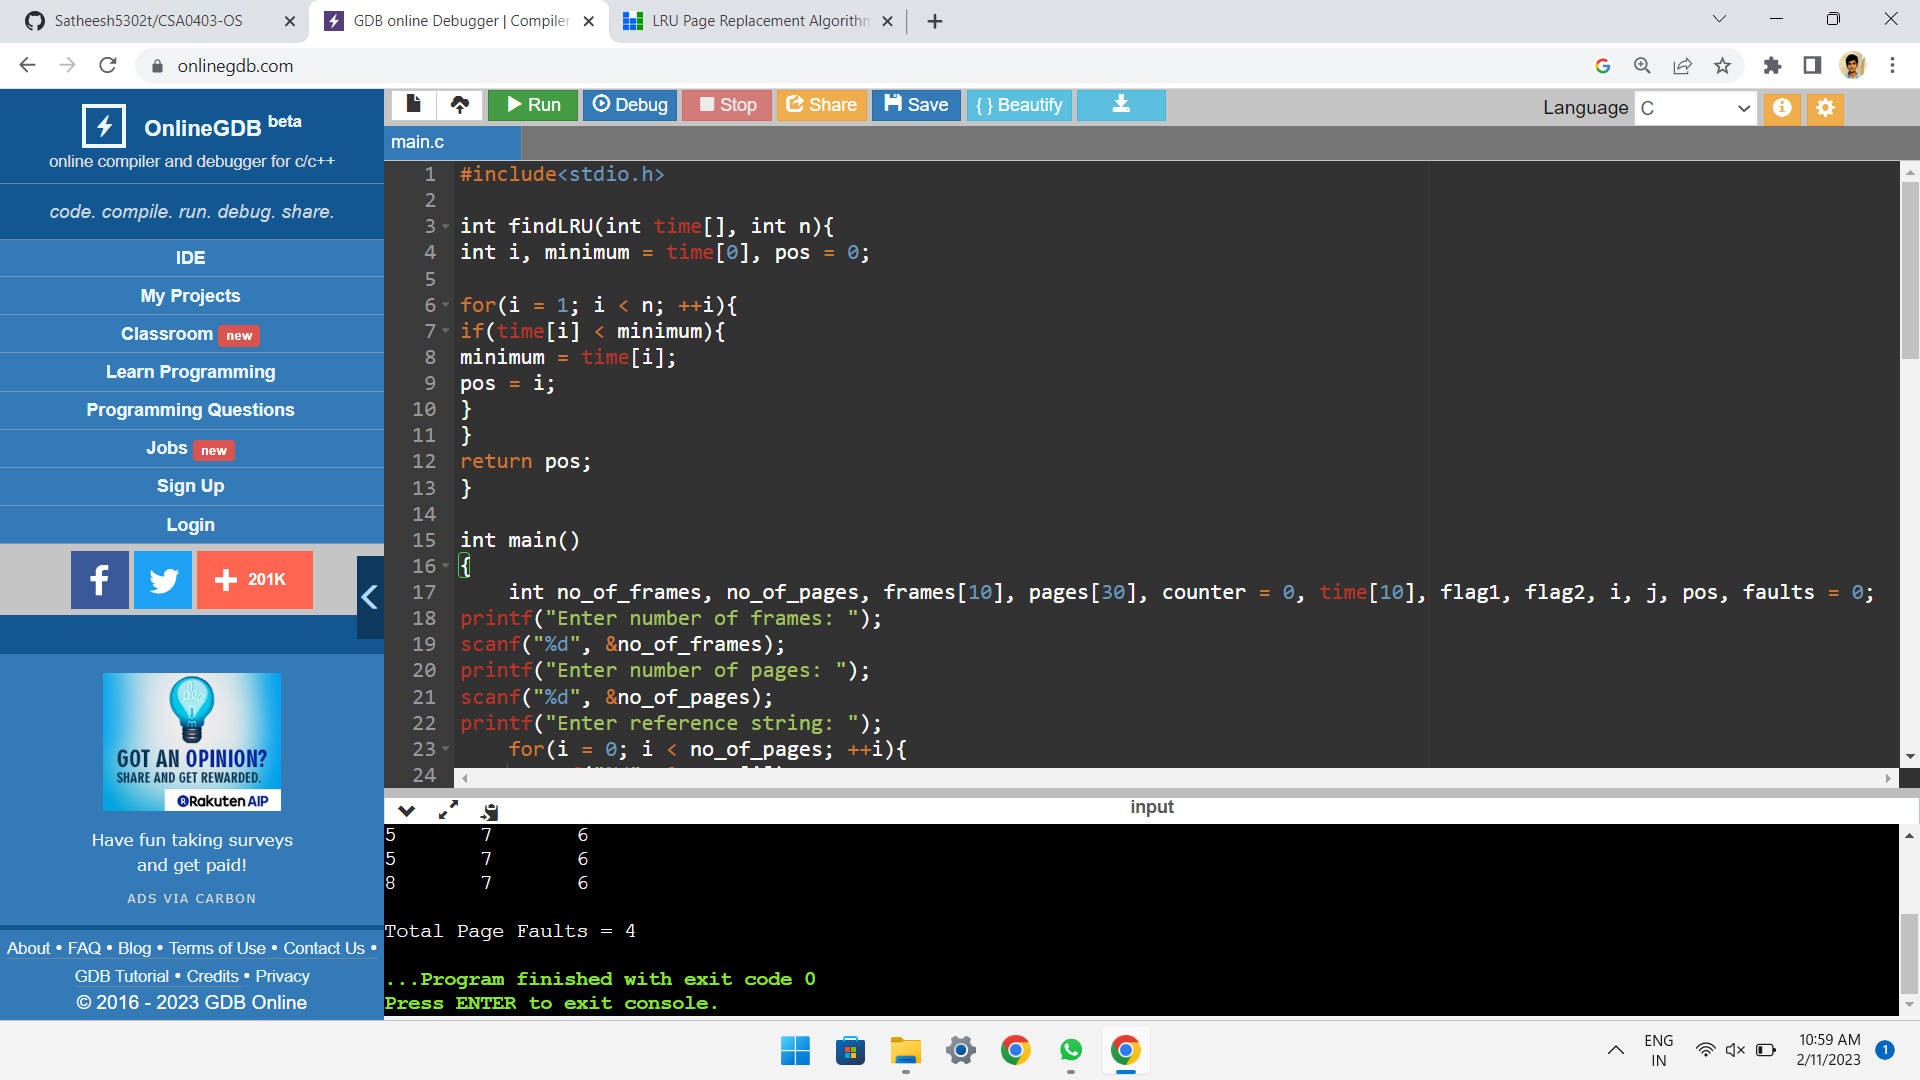 Satheesh5302t/CSA0403-OS
GDB online Debugger | Compiler
LRU Page Replacement Algorithm
onlinegdb.com
OnlineGDB beta
online compiler and debugger for c/c++
code. compile. run. debug. share.
IDE
My Projects
Classroom new
Learn Programming
Programming Questions
Jobs new
Sign Up
Login
201K
GOT AN OPINION?
SHARE AND GET REWARDED.
Rakuten AIP
Have fun taking surveys
and get paid!
ADS VIA CARBON
About • FAQ • Blog • Terms of Use • Contact Us •
GDB Tutorial • Credits • Privacy
© 2016 - 2023 GDB Online
Run Debug Stop Share Save {} Beautify
Language C
main.c
1 #include<stdio.h>
2
3 int findLRU(int time[], int n){
4 int i, minimum = time[0], pos = 0;
5
6 for(i = 1; i < n; ++i){
7 if(time[i] < minimum){
8 minimum = time[i];
9 pos = i;
10 }
11 }
12 return pos;
13 }
14
15 int main()
16 {
17 int no_of_frames, no_of_pages, frames[10], pages[30], counter = 0, time[10], flag1, flag2, i, j, pos, faults = 0;
18 printf("Enter number of frames: ");
19 scanf("%d", &no_of_frames);
20 printf("Enter number of pages: ");
21 scanf("%d", &no_of_pages);
22 printf("Enter reference string: ");
23 for(i = 0; i < no_of_pages; ++i){
24
input
5 7 6
5 7 6
8 7 6
Total Page Faults = 4
...Program finished with exit code 0
Press ENTER to exit console.
ENG
IN
10:59 AM
2/11/2023
1